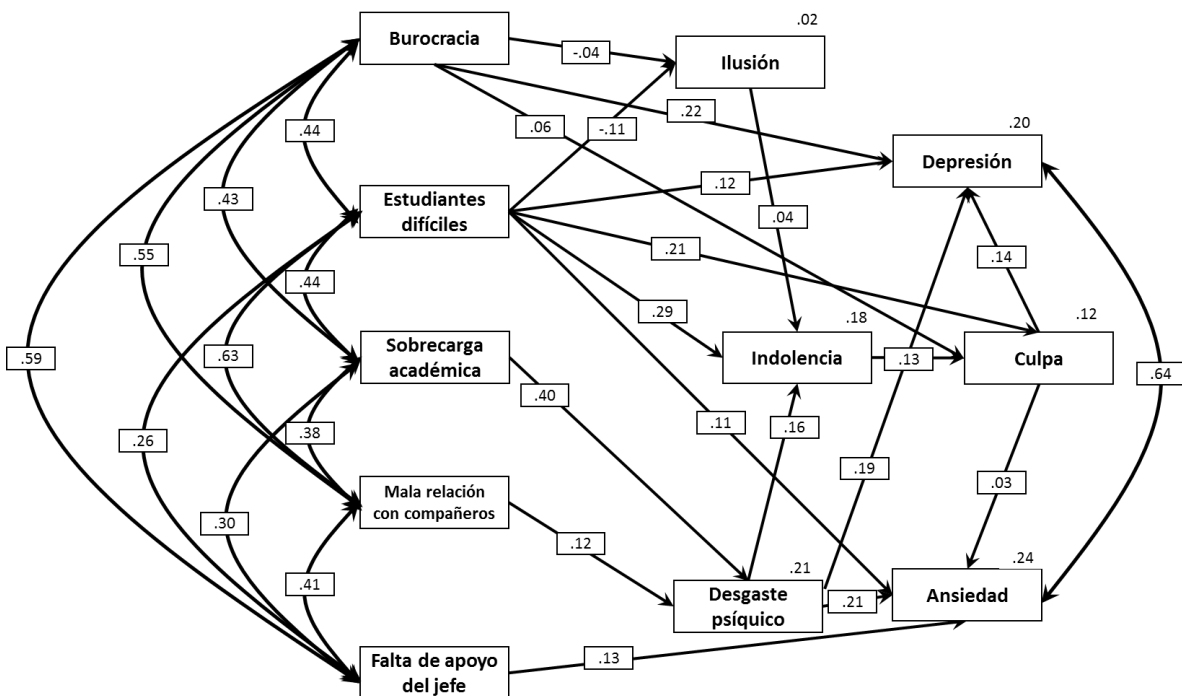 .02
Burocracia
-.04
Ilusión
.44
.06
.22
-.11
.20
Depresión
.43
Estudiantes
difíciles
.12
.04
.55
.21
.14
.44
.29
.18
.12
.59
.63
Sobrecarga
académica
Indolencia
.13
Culpa
.64
.40
.26
.38
.11
.16
.19
.03
Mala relación
con compañeros
.30
.12
.41
.21
.24
Desgaste
psíquico
.21
Ansiedad
.13
Falta de apoyo
del jefe